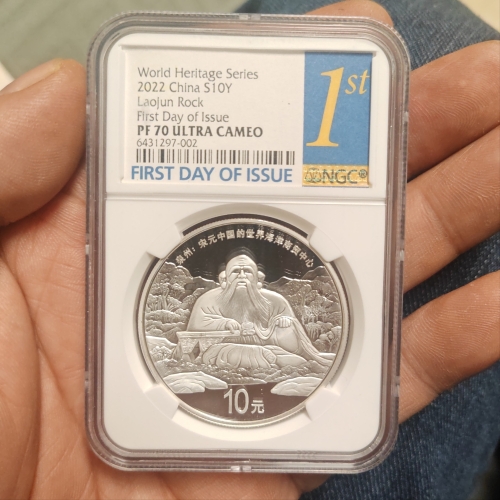 World Heritage Series
2022 China S10Y
Laojun Rock
First Day of Issue
PF 70 ULTRA CAMEO
6431297-002
1st
FIRST DAY OF ISSUE
NGC®
泉州：宋元中国的世界海洋商贸中心
10元